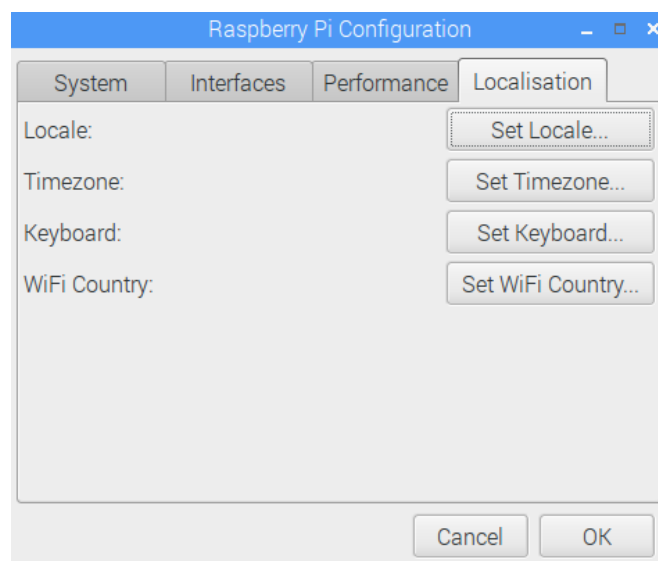 Raspberry Pi Configuration
System Interfaces Performance Localisation
Locale: Set Locale...
Timezone: Set Timezone...
Keyboard: Set Keyboard...
WiFi Country: Set WiFi Country...
Cancel OK